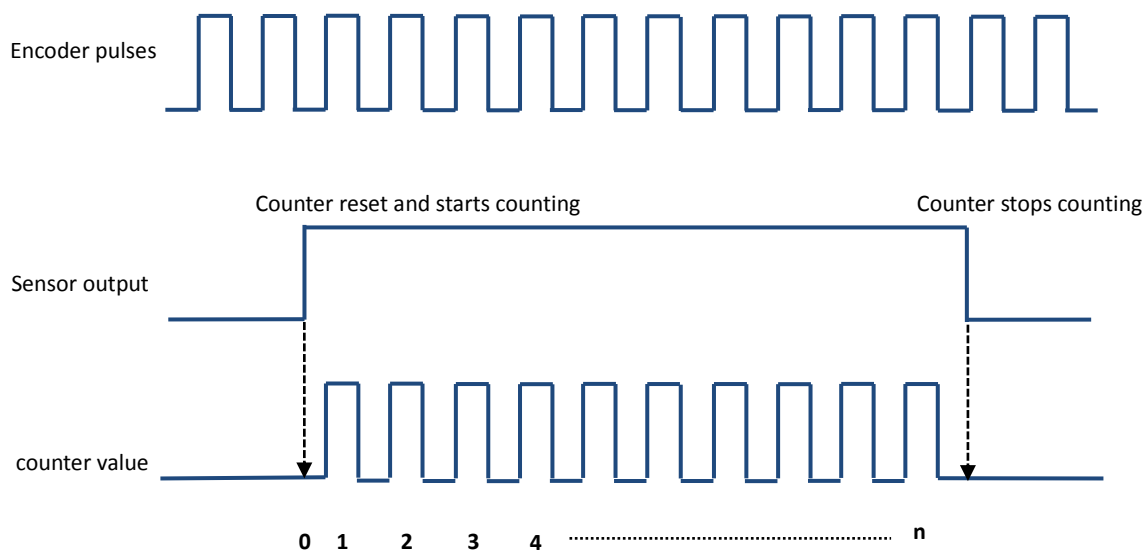 Encoder pulses
Counter reset and starts counting
Counter stops counting
Sensor output
counter value
0 1 2 3 4 n